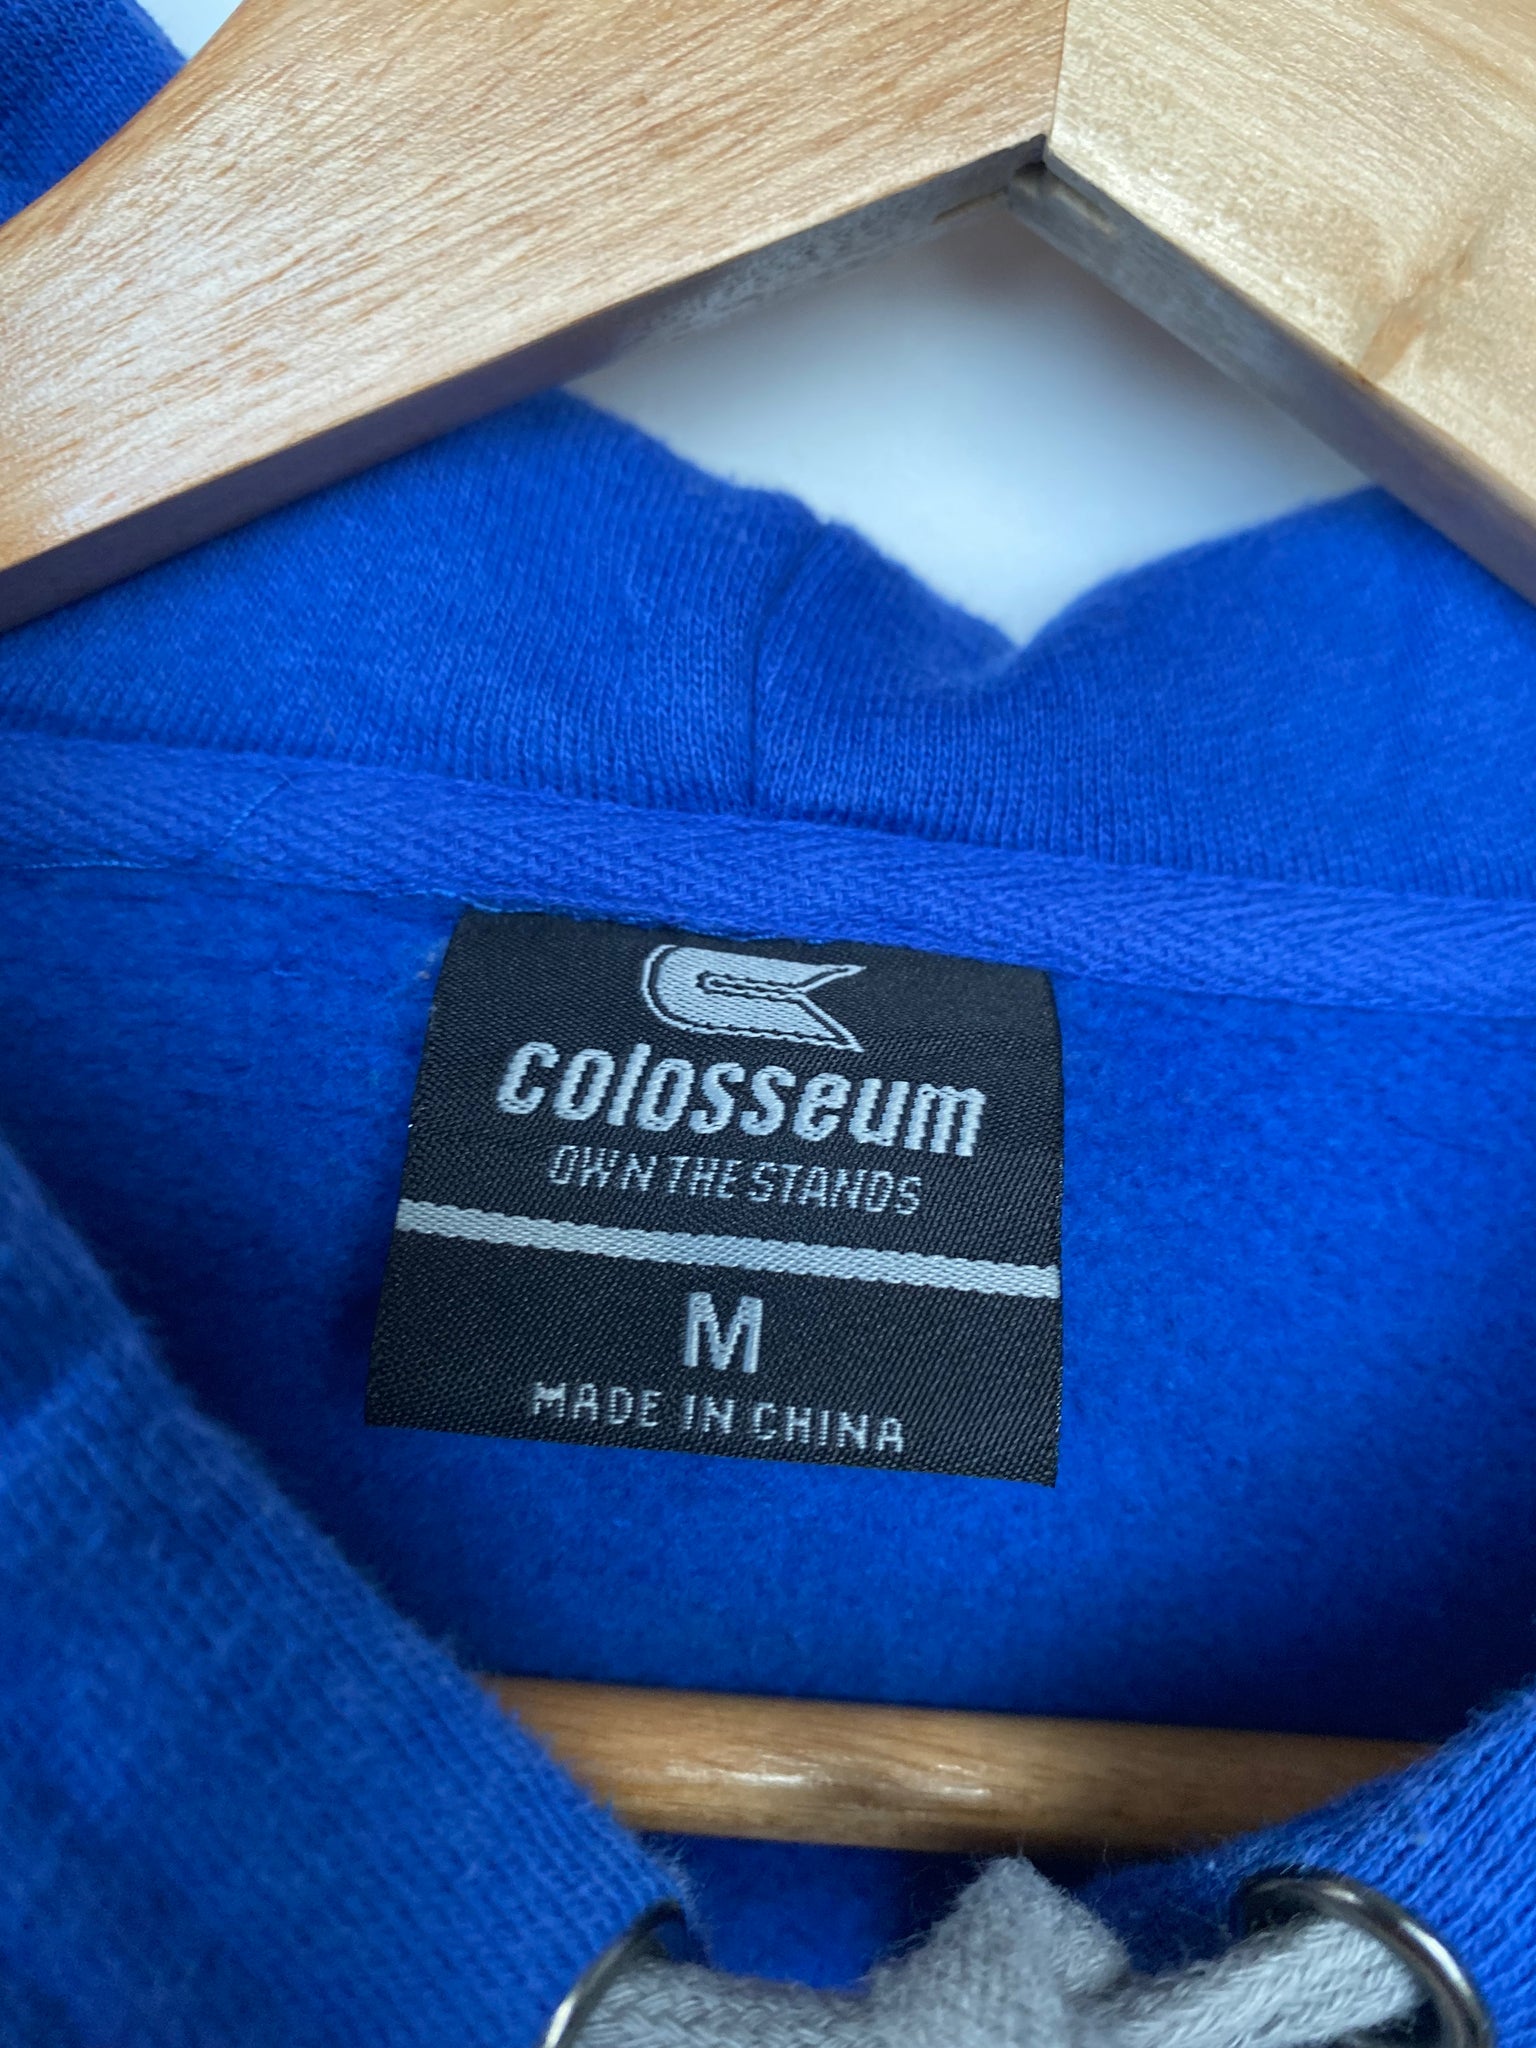 colosseum
OWN THE STANDS
M
MADE IN CHINA